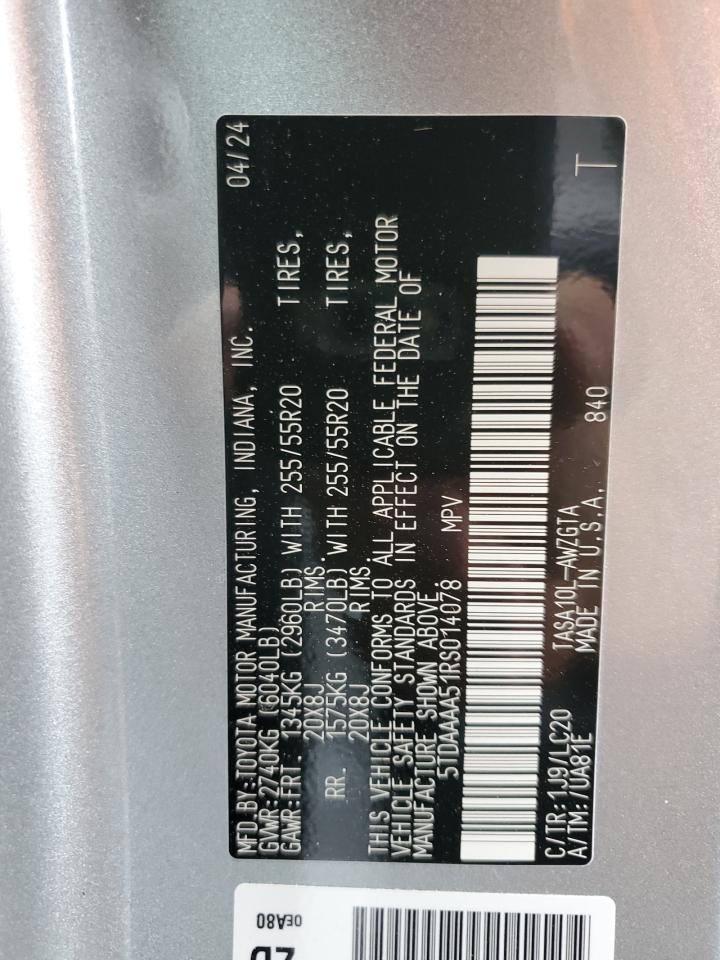 MFD.BY:TOYOTA MOTOR MANUFACTURING, INDIANA, INC. 04/24
GVWR:2740KG (6040LB)
GAWR:FRT. 1345KG (2960LB) WITH 255/55R20 TIRES,
20X8J RIMS.
RR. 1575KG (3470LB) WITH 255/55R20 TIRES,
20X8J RIMS.
THIS VEHICLE CONFORMS TO ALL APPLICABLE FEDERAL MOTOR
VEHICLE SAFETY STANDARDS IN EFFECT ON THE DATE OF
MANUFACTURE SHOWN ABOVE.
5TDAAAA51RS014078 MPV
C/TR:1J9/LC20 TASA10L-AWZGTA
A/TM:7UA81E MADE IN U.S.A. 840 T
0EA80